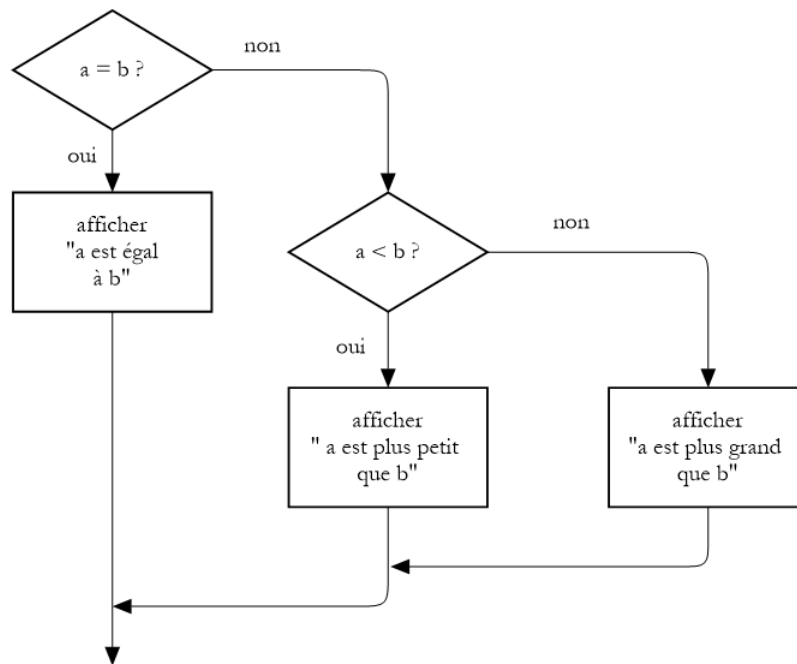 a = b ?
non
oui
afficher
"a est égal
à b"
a < b ?
non
oui
afficher
" a est plus petit
que b"
afficher
"a est plus grand
que b"